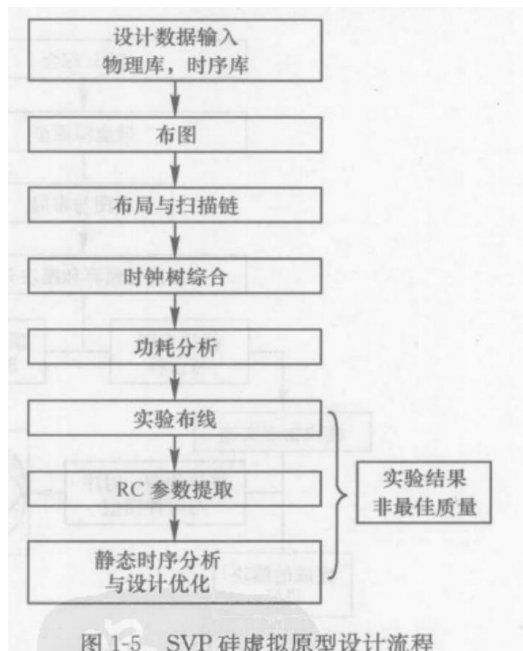 设计数据输入
物理库，时序库
布图
布局与扫描链
时钟树综合
功耗分析
实验布线
RC 参数提取
静态时序分析
与设计优化
实验结果
非最佳质量
图 1-5 SVP 硅虚拟原型设计流程